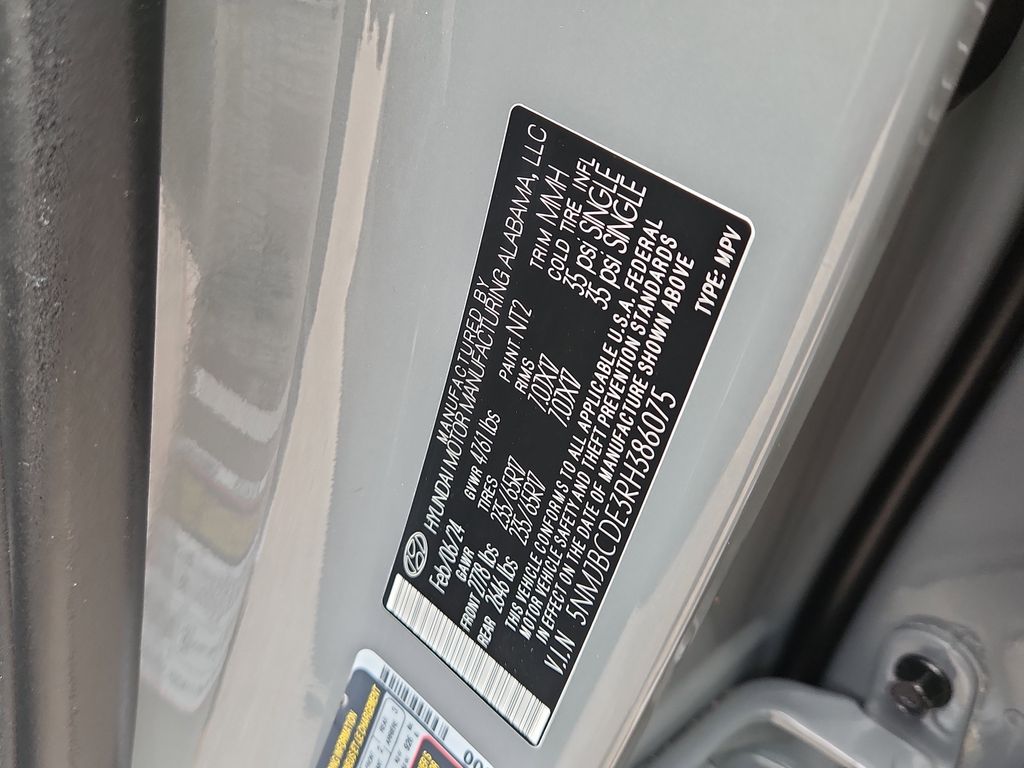 MANUFACTURED BY
HYUNDAI MOTOR MANUFACTURING ALABAMA, LLC
Feb/06/24 GVWR 4761 lbs PAINT NT2 TRIM MMH
GAWR TIRES RIMS COLD TIRE INFL
FRONT 2778 lbs 235/65R17 7.0DX17 35 psi SINGLE
REAR 2646 lbs 235/65R17 7.0DX17 35 psi SINGLE
THIS VEHICLE CONFORMS TO ALL APPLICABLE U.S.A. FEDERAL
MOTOR VEHICLE SAFETY AND THEFT PREVENTION STANDARDS
IN EFFECT ON THE DATE OF MANUFACTURE SHOWN ABOVE
V.I.N 5NMJBCDE3RH386075 TYPE: MPV
INFORMATION